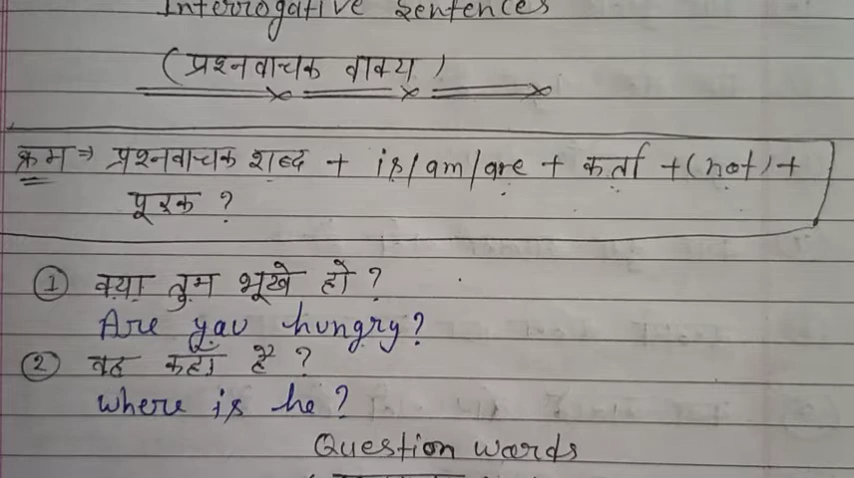 Interrogative Sentences
(प्रश्नवाचक वाक्य)
क्रम ⇒ प्रश्नवाचक शब्द + is/am/are + कर्ता + (not) +
पूरक ?
① क्या तुम भूखे हो ?
Are you hungry?
② वह कहाँ है ?
Where is he?
Question words